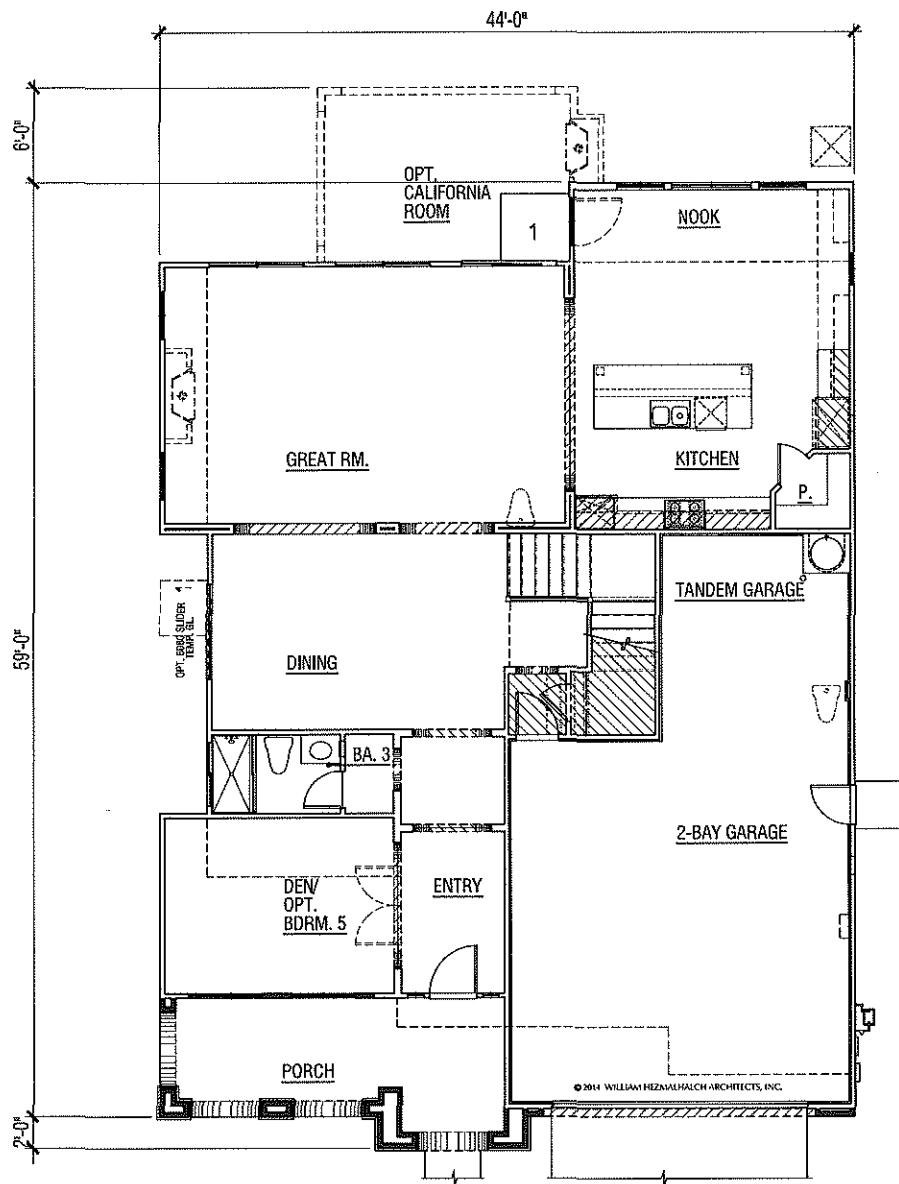 44'-0"
6'-0"
OPT.
CALIFORNIA
ROOM
1
NOOK
GREAT RM.
KITCHEN
P.
TANDEM GARAGE
59'-0"
OPT. 6080 SLIDER
TEMP. GL.
DINING
BA. 3
2-BAY GARAGE
DEN/
OPT.
BDRM. 5
ENTRY
PORCH
© 2014 WILLIAM HEZMALHALCH ARCHITECTS, INC.
2'-0"